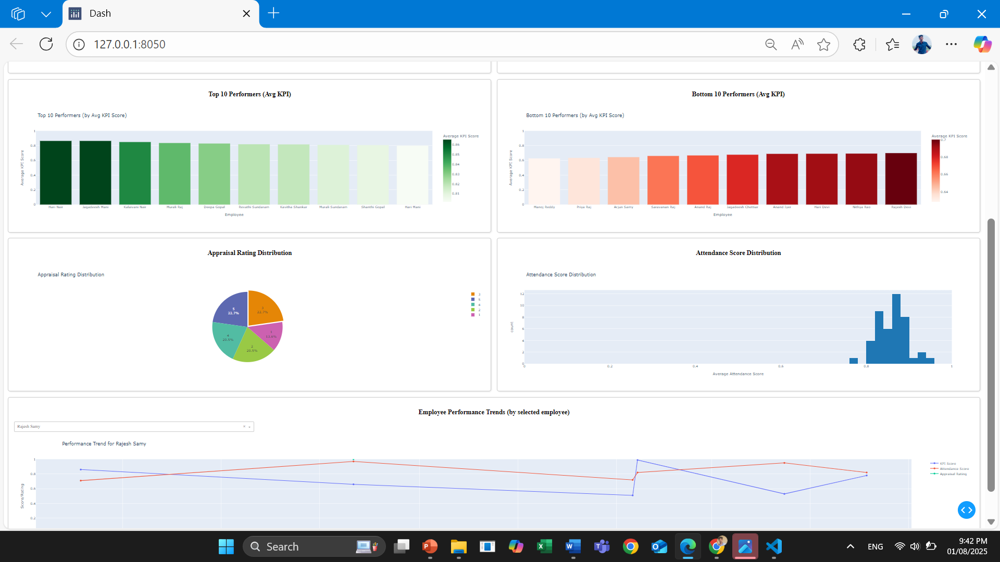 Dash
127.0.0.1:8050
Top 10 Performers (Avg KPI)
Top 10 Performers (by Avg KPI Score)
Average KPI Score
1
0.8
0.6
0.4
0.2
0
Hari Nair Jagadeesh Mani Kalaivani Nair Murali Raj Deepa Gopal Revathi Sundaram Kavitha Shankar Murali Sundaram Shanthi Gopal Hari Mani
Employee
Average KPI Score
0.86
0.85
0.84
0.83
0.82
0.81
Bottom 10 Performers (Avg KPI)
Bottom 10 Performers (by Avg KPI Score)
Average KPI Score
1
0.8
0.6
0.4
0.2
0
Manoj Reddy Priya Raj Arjun Samy Saravanan Raj Anand Raj Jagadeesh Chettiar Anand Iyer Hari Devi Nithya Rao Rajesh Devi
Employee
Average KPI Score
0.7
0.68
0.66
0.64
Appraisal Rating Distribution
Appraisal Rating Distribution
5
22.7%
3
22.7%
4
20.5%
1
13.6%
2
20.5%
3
5
4
2
1
Attendance Score Distribution
Attendance Score Distribution
count
12
10
8
6
4
2
0
0 0.2 0.4 0.6 0.8 1
Average Attendance Score
Employee Performance Trends (by selected employee)
Rajesh Samy
Performance Trend for Rajesh Samy
Score/Rating
1
0.8
0.6
0.4
0.2
KPI Score
Attendance Score
Appraisal Rating
Search
ENG
9:42 PM
01/08/2025